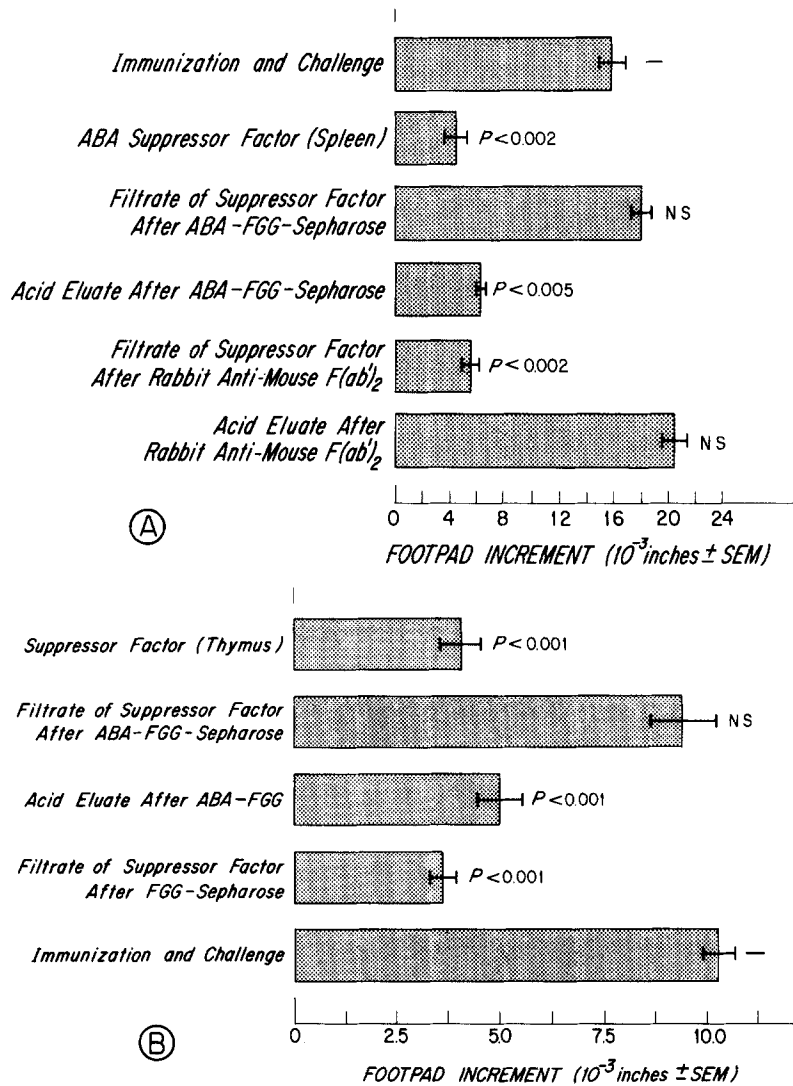 Immunization and Challenge
—
ABA Suppressor Factor (Spleen)
P<0.002
Filtrate of Suppressor Factor
After ABA-FGG-Sepharose
NS
Acid Eluate After ABA-FGG-Sepharose
P<0.005
Filtrate of Suppressor Factor
After Rabbit Anti-Mouse F(ab')₂
P<0.002
Acid Eluate After
Rabbit Anti-Mouse F(ab')₂
NS
0 4 8 12 16 20 24
A
FOOTPAD INCREMENT (10⁻³ inches ± SEM)
Suppressor Factor (Thymus)
P<0.001
Filtrate of Suppressor Factor
After ABA-FGG-Sepharose
NS
Acid Eluate After ABA-FGG
P<0.001
Filtrate of Suppressor Factor
After FGG-Sepharose
P<0.001
Immunization and Challenge
—
0 2.5 5.0 7.5 10.0
B
FOOTPAD INCREMENT (10⁻³ inches ± SEM)